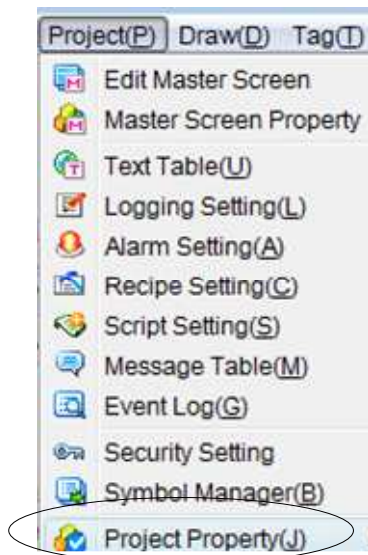 Project(P) Draw(D) Tag(T)
Edit Master Screen
Master Screen Property
Text Table(U)
Logging Setting(L)
Alarm Setting(A)
Recipe Setting(C)
Script Setting(S)
Message Table(M)
Event Log(G)
Security Setting
Symbol Manager(B)
Project Property(J)